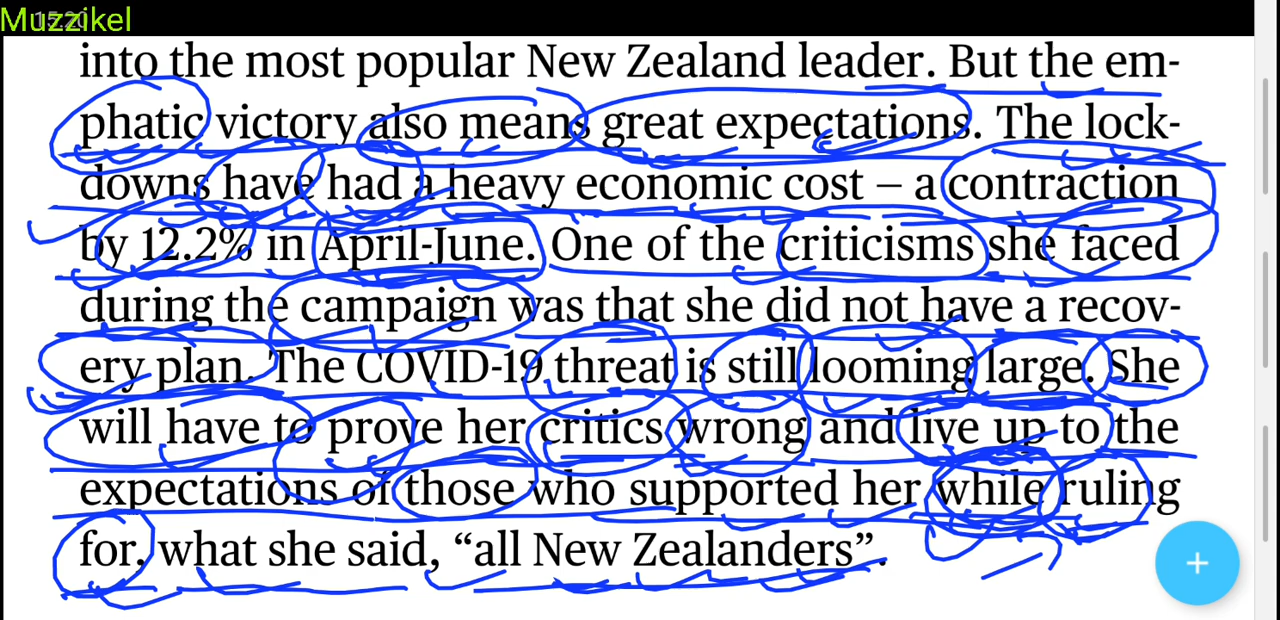 Muzzikel
into the most popular New Zealand leader. But the em-
phatic victory also means great expectations. The lock-
downs have had a heavy economic cost – a contraction
by 12.2% in April-June. One of the criticisms she faced
during the campaign was that she did not have a recov-
ery plan. The COVID-19 threat is still looming large. She
will have to prove her critics wrong and live up to the
expectations of those who supported her while ruling
for, what she said, “all New Zealanders”.
+